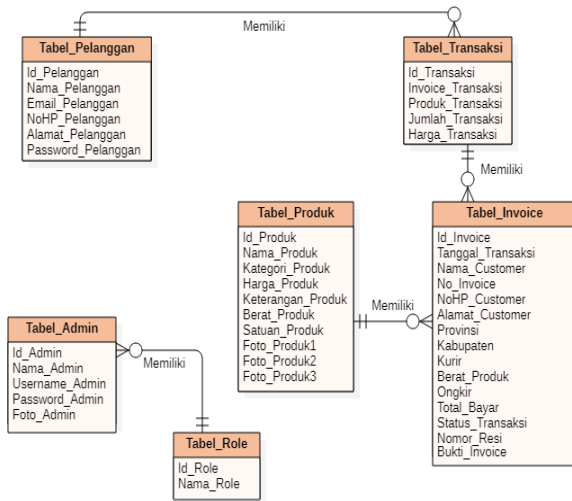 Memiliki
Tabel_Pelanggan
Id_Pelanggan
Nama_Pelanggan
Email_Pelanggan
NoHP_Pelanggan
Alamat_Pelanggan
Password_Pelanggan
Tabel_Transaksi
Id_Transaksi
Invoice_Transaksi
Produk_Transaksi
Jumlah_Transaksi
Harga_Transaksi
Memiliki
Tabel_Produk
Id_Produk
Nama_Produk
Kategori_Produk
Harga_Produk
Keterangan_Produk
Berat_Produk
Satuan_Produk
Foto_Produk1
Foto_Produk2
Foto_Produk3
Memiliki
Tabel_Invoice
Id_Invoice
Tanggal_Transaksi
Nama_Customer
No_Invoice
NoHP_Customer
Alamat_Customer
Provinsi
Kabupaten
Kurir
Berat_Produk
Ongkir
Total_Bayar
Status_Transaksi
Nomor_Resi
Bukti_Invoice
Tabel_Admin
Id_Admin
Nama_Admin
Username_Admin
Password_Admin
Foto_Admin
Memiliki
Tabel_Role
Id_Role
Nama_Role